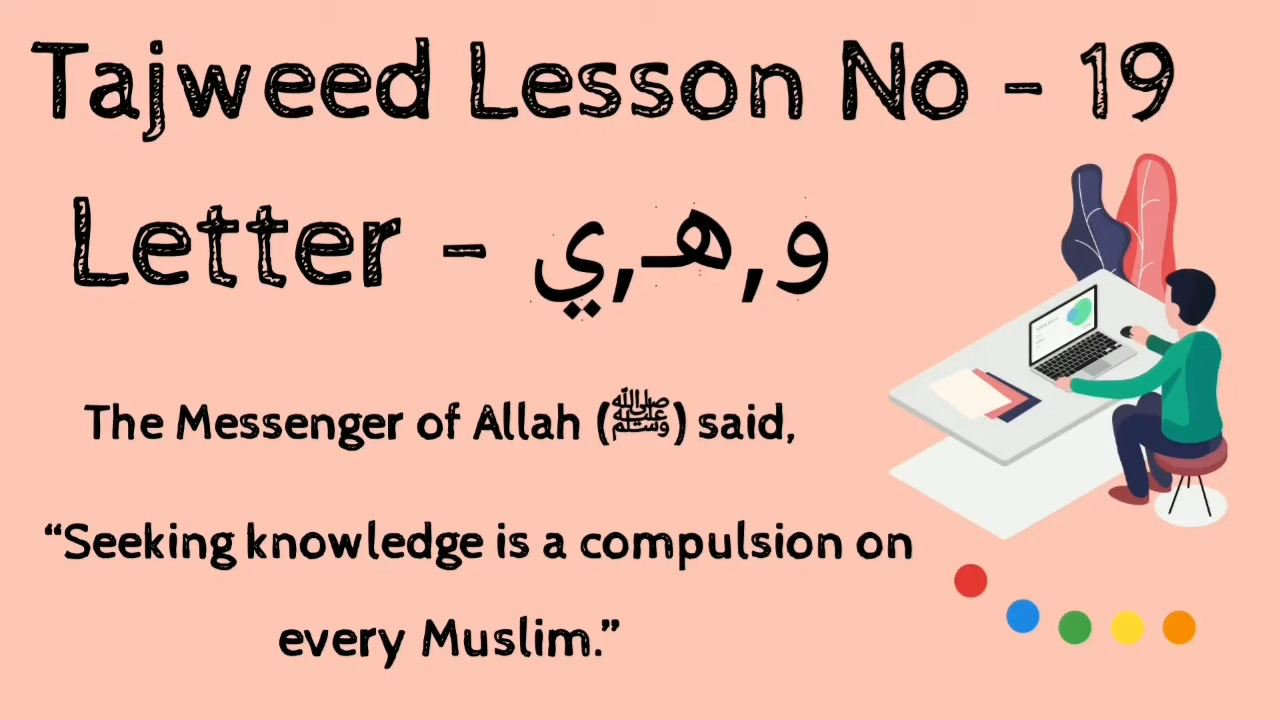 Tajweed Lesson No - 19
Letter - و,هـ,ي
The Messenger of Allah (ﷺ) said,
“Seeking knowledge is a compulsion on
every Muslim.”